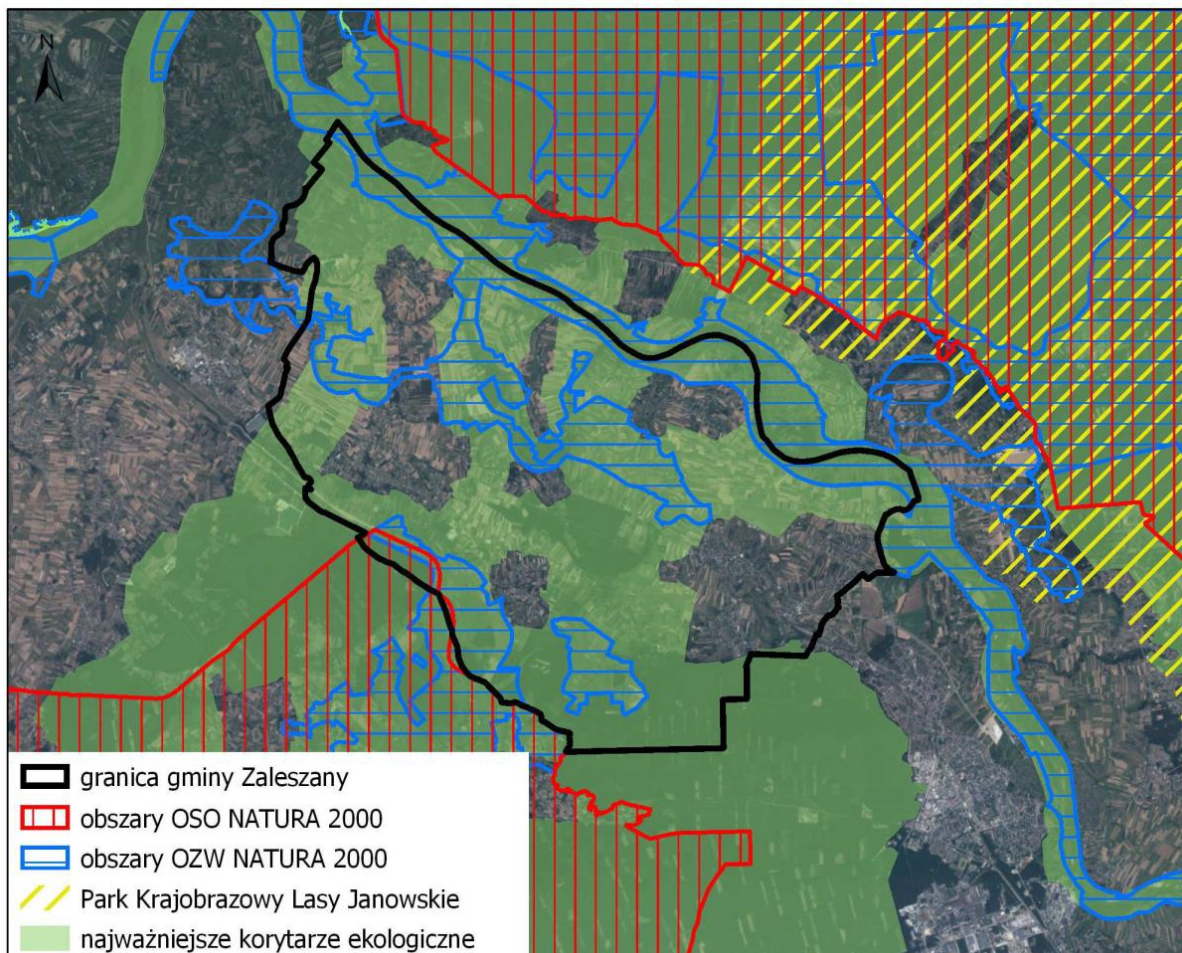 N
granica gminy Zaleszany
obszary OSO NATURA 2000
obszary OZW NATURA 2000
Park Krajobrazowy Lasy Janowskie
najważniejsze korytarze ekologiczne